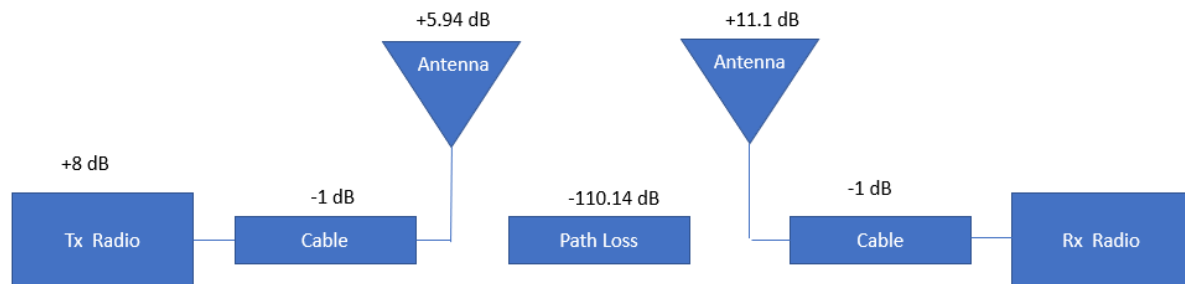 +5.94 dB
+11.1 dB
Antenna
Antenna
+8 dB
-1 dB
-110.14 dB
-1 dB
Tx Radio
Cable
Path Loss
Cable
Rx Radio